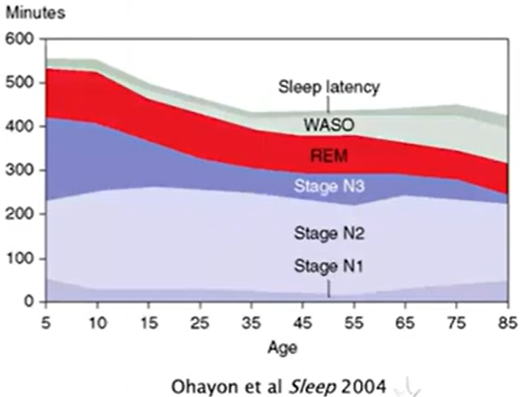 Minutes
600
500
400
300
200
100
0
Sleep latency
WASO
REM
Stage N3
Stage N2
Stage N1
5 10 15 25 35 45 55 65 75 85
Age
Ohayon et al Sleep 2004